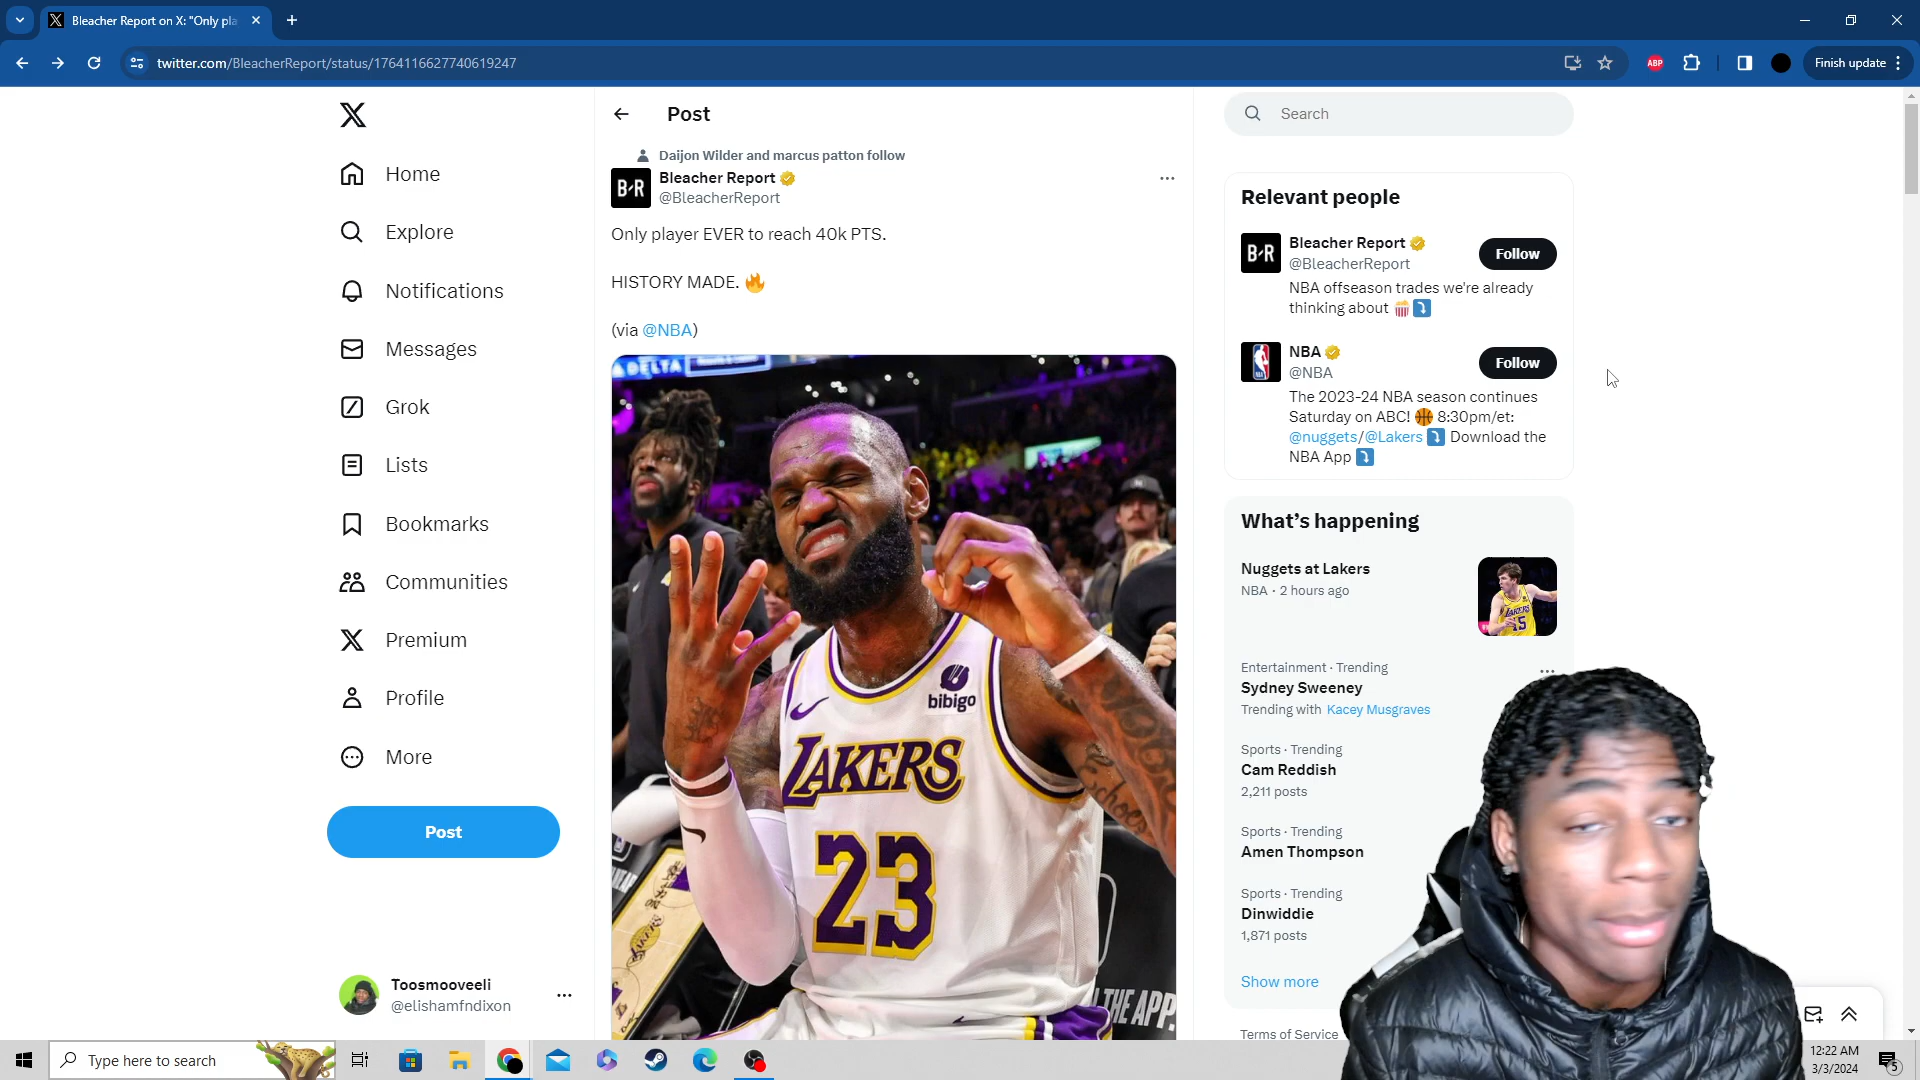 Bleacher Report on X: "Only pla
twitter.com/BleacherReport/status/1764116627740619247
ABP
Finish update
Home
Explore
Notifications
Messages
Grok
Lists
Bookmarks
Communities
Premium
Profile
More
Post
Toosmooveeli
@elishamfndixon
Post
Daijon Wilder and marcus patton follow
B/R
Bleacher Report
@BleacherReport
Only player EVER to reach 40k PTS.
HISTORY MADE. 🔥
(via @NBA)
DELTA
bibigo
LAKERS
23
THE APP.
Search
Relevant people
B/R
Bleacher Report
@BleacherReport
Follow
NBA offseason trades we're already
thinking about 🍿⤵️
NBA
@NBA
Follow
The 2023-24 NBA season continues
Saturday on ABC! 🏀 8:30pm/et:
@nuggets/@Lakers ⤵️ Download the
NBA App ⤵️
What's happening
Nuggets at Lakers
NBA · 2 hours ago
LAKERS
15
Entertainment · Trending
Sydney Sweeney
Trending with Kacey Musgraves
Sports · Trending
Cam Reddish
2,211 posts
Sports · Trending
Amen Thompson
Sports · Trending
Dinwiddie
1,871 posts
Show more
Terms of Service
Type here to search
12:22 AM
3/3/2024
5